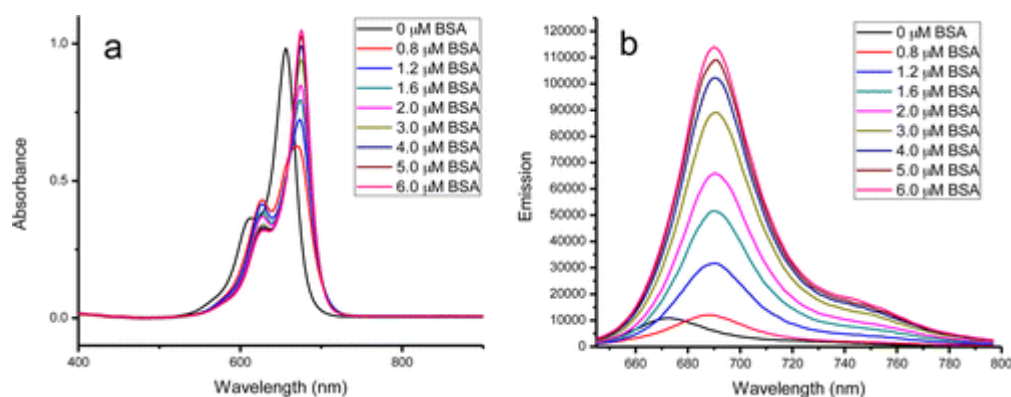 a
0 μM BSA
0.8 μM BSA
1.2 μM BSA
1.6 μM BSA
2.0 μM BSA
3.0 μM BSA
4.0 μM BSA
5.0 μM BSA
6.0 μM BSA
1.0
0.5
0.0
Absorbance
400
600
800
Wavelength (nm)
b
0 μM BSA
0.8 μM BSA
1.2 μM BSA
1.6 μM BSA
2.0 μM BSA
3.0 μM BSA
4.0 μM BSA
5.0 μM BSA
6.0 μM BSA
120000
110000
100000
90000
80000
70000
60000
50000
40000
30000
20000
10000
0
Emission
660
680
700
720
740
760
780
800
Wavelength (nm)